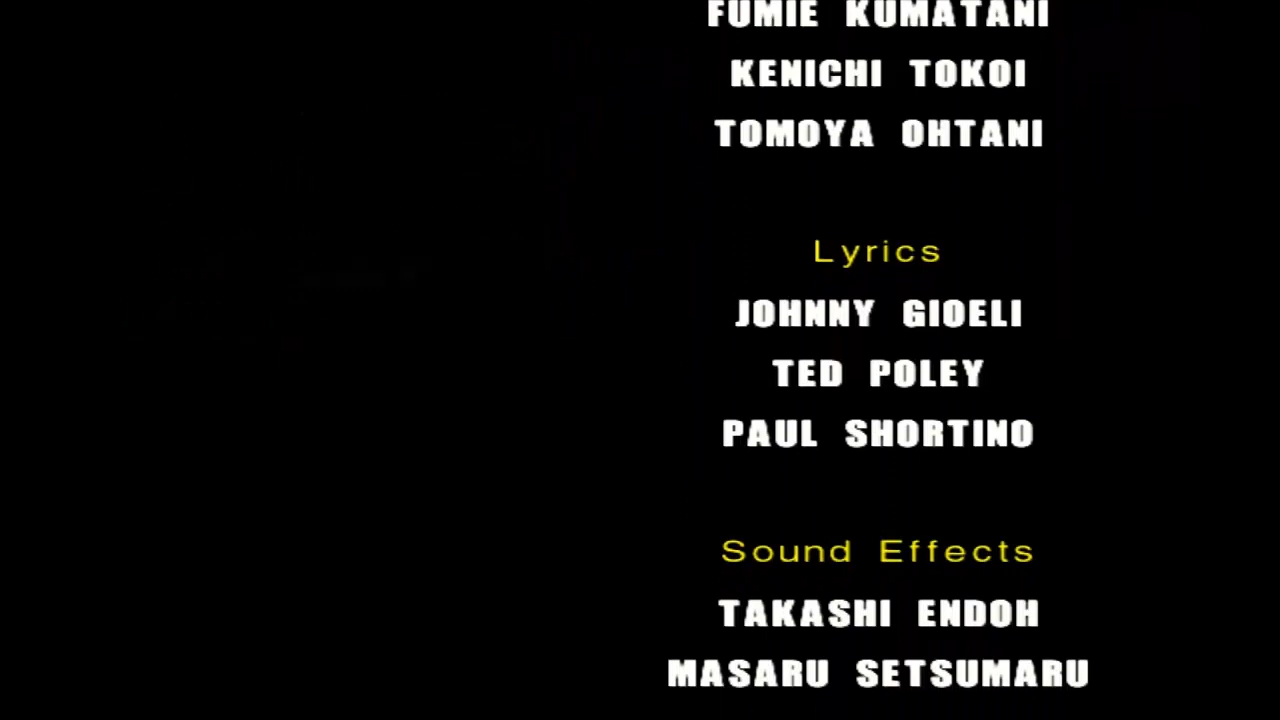 FUMIE KUMATANI
KENICHI TOKOI
TOMOYA OHTANI
Lyrics
JOHNNY GIOELI
TED POLEY
PAUL SHORTINO
Sound Effects
TAKASHI ENDOH
MASARU SETSUMARU